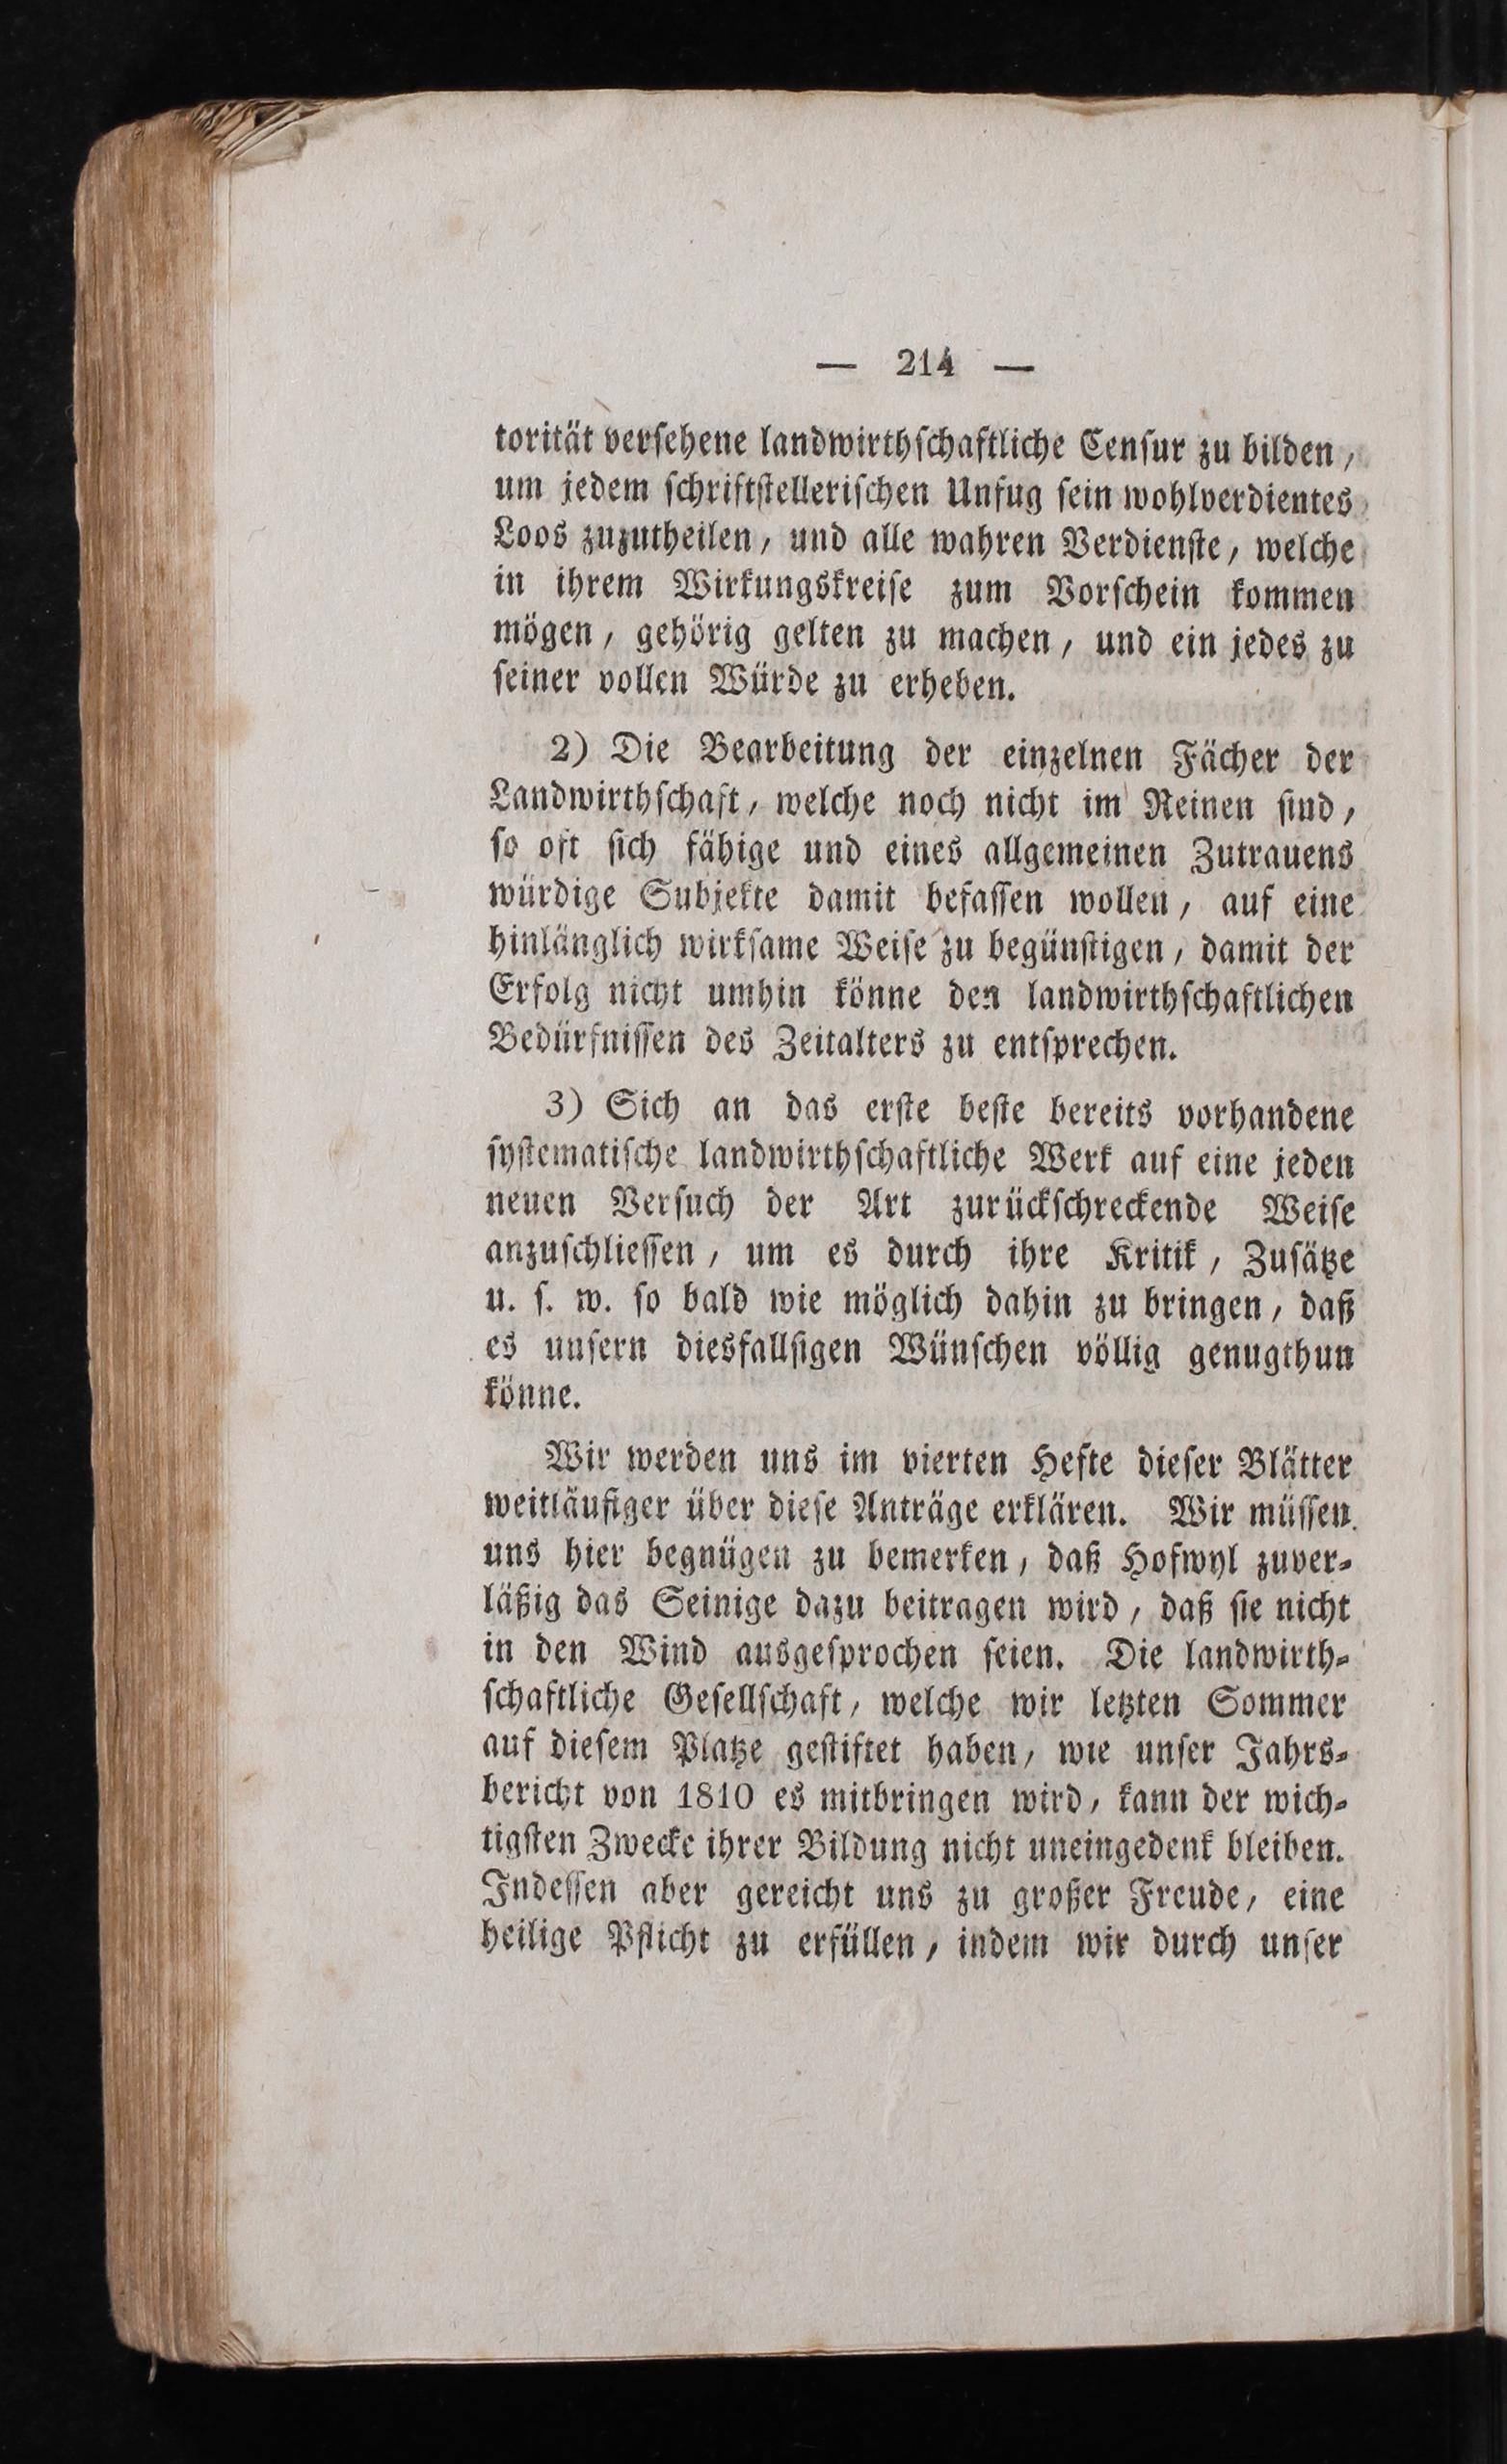 — 214 —
torität verſehene landwirthſchaftliche Cenſur zu bilden,
um jedem ſchriftſtelleriſchen Unfug ſein wohlverdientes
Loos zuzutheilen, und alle wahren Verdienſte, welche
in ihrem Wirkungskreiſe zum Vorſchein kommen
mögen, gehörig gelten zu machen, und ein jedes zu
ſeiner vollen Würde zu erheben.
2) Die Bearbeitung der einzelnen Fächer der
Landwirthſchaft, welche noch nicht im Reinen ſind,
ſo oft ſich fähige und eines allgemeinen Zutrauens
würdige Subjekte damit befaſſen wollen, auf eine
hinlänglich wirkſame Weiſe zu begünſtigen, damit der
Erfolg nicht umhin könne den landwirthſchaftlichen
Bedürfniſſen des Zeitalters zu entſprechen.
3) Sich an das erſte beſte bereits vorhandene
ſyſtematiſche landwirthſchaftliche Werk auf eine jeden
neuen Verſuch der Art zurückſchreckende Weiſe
anzuſchlieſſen, um es durch ihre Kritik, Zuſätze
u. ſ. w. ſo bald wie möglich dahin zu bringen, daß
es unſern diesfallſigen Wünſchen völlig genugthun
könne.
Wir werden uns im vierten Hefte dieſer Blätter
weitläufiger über dieſe Anträge erklären. Wir müſſen
uns hier begnügen zu bemerken, daß Hofwyl zuver-
läßig das Seinige dazu beitragen wird, daß ſie nicht
in den Wind ausgeſprochen ſeien. Die landwirth-
ſchaftliche Geſellſchaft, welche wir letzten Sommer
auf dieſem Platze geſtiftet haben, wie unſer Jahrs-
bericht von 1810 es mitbringen wird, kann der wich-
tigſten Zwecke ihrer Bildung nicht uneingedenk bleiben.
Indeſſen aber gereicht uns zu großer Freude, eine
heilige Pflicht zu erfüllen, indem wir durch unſer